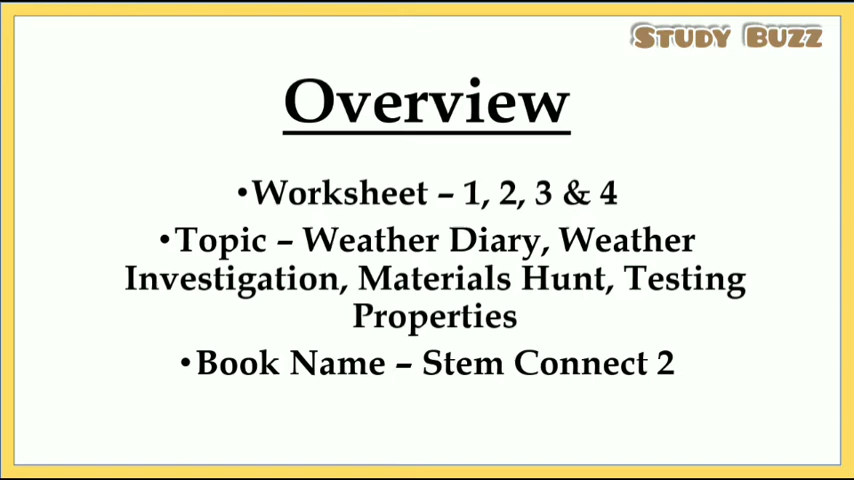 STUDY BUZZ
Overview
•Worksheet – 1, 2, 3 & 4
•Topic – Weather Diary, Weather
Investigation, Materials Hunt, Testing
Properties
•Book Name – Stem Connect 2